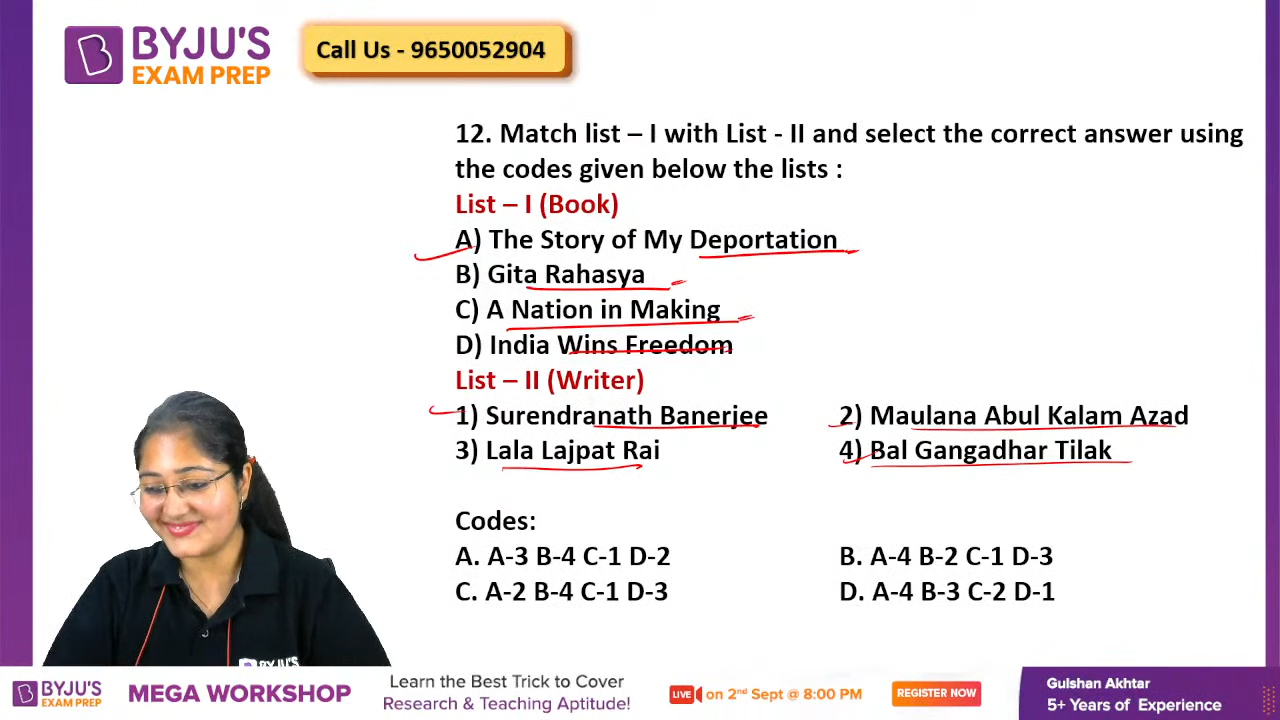 BYJU'S
EXAM PREP
Call Us - 9650052904
12. Match list – I with List - II and select the correct answer using
the codes given below the lists :
List – I (Book)
A) The Story of My Deportation
B) Gita Rahasya
C) A Nation in Making
D) India Wins Freedom
List – II (Writer)
1) Surendranath Banerjee 2) Maulana Abul Kalam Azad
3) Lala Lajpat Rai 4) Bal Gangadhar Tilak
Codes:
A. A-3 B-4 C-1 D-2 B. A-4 B-2 C-1 D-3
C. A-2 B-4 C-1 D-3 D. A-4 B-3 C-2 D-1
BYJU'S
BYJU'S
EXAM PREP
MEGA WORKSHOP
Learn the Best Trick to Cover
Research & Teaching Aptitude!
LIVE on 2nd Sept @ 8:00 PM
REGISTER NOW
Gulshan Akhtar
5+ Years of Experience